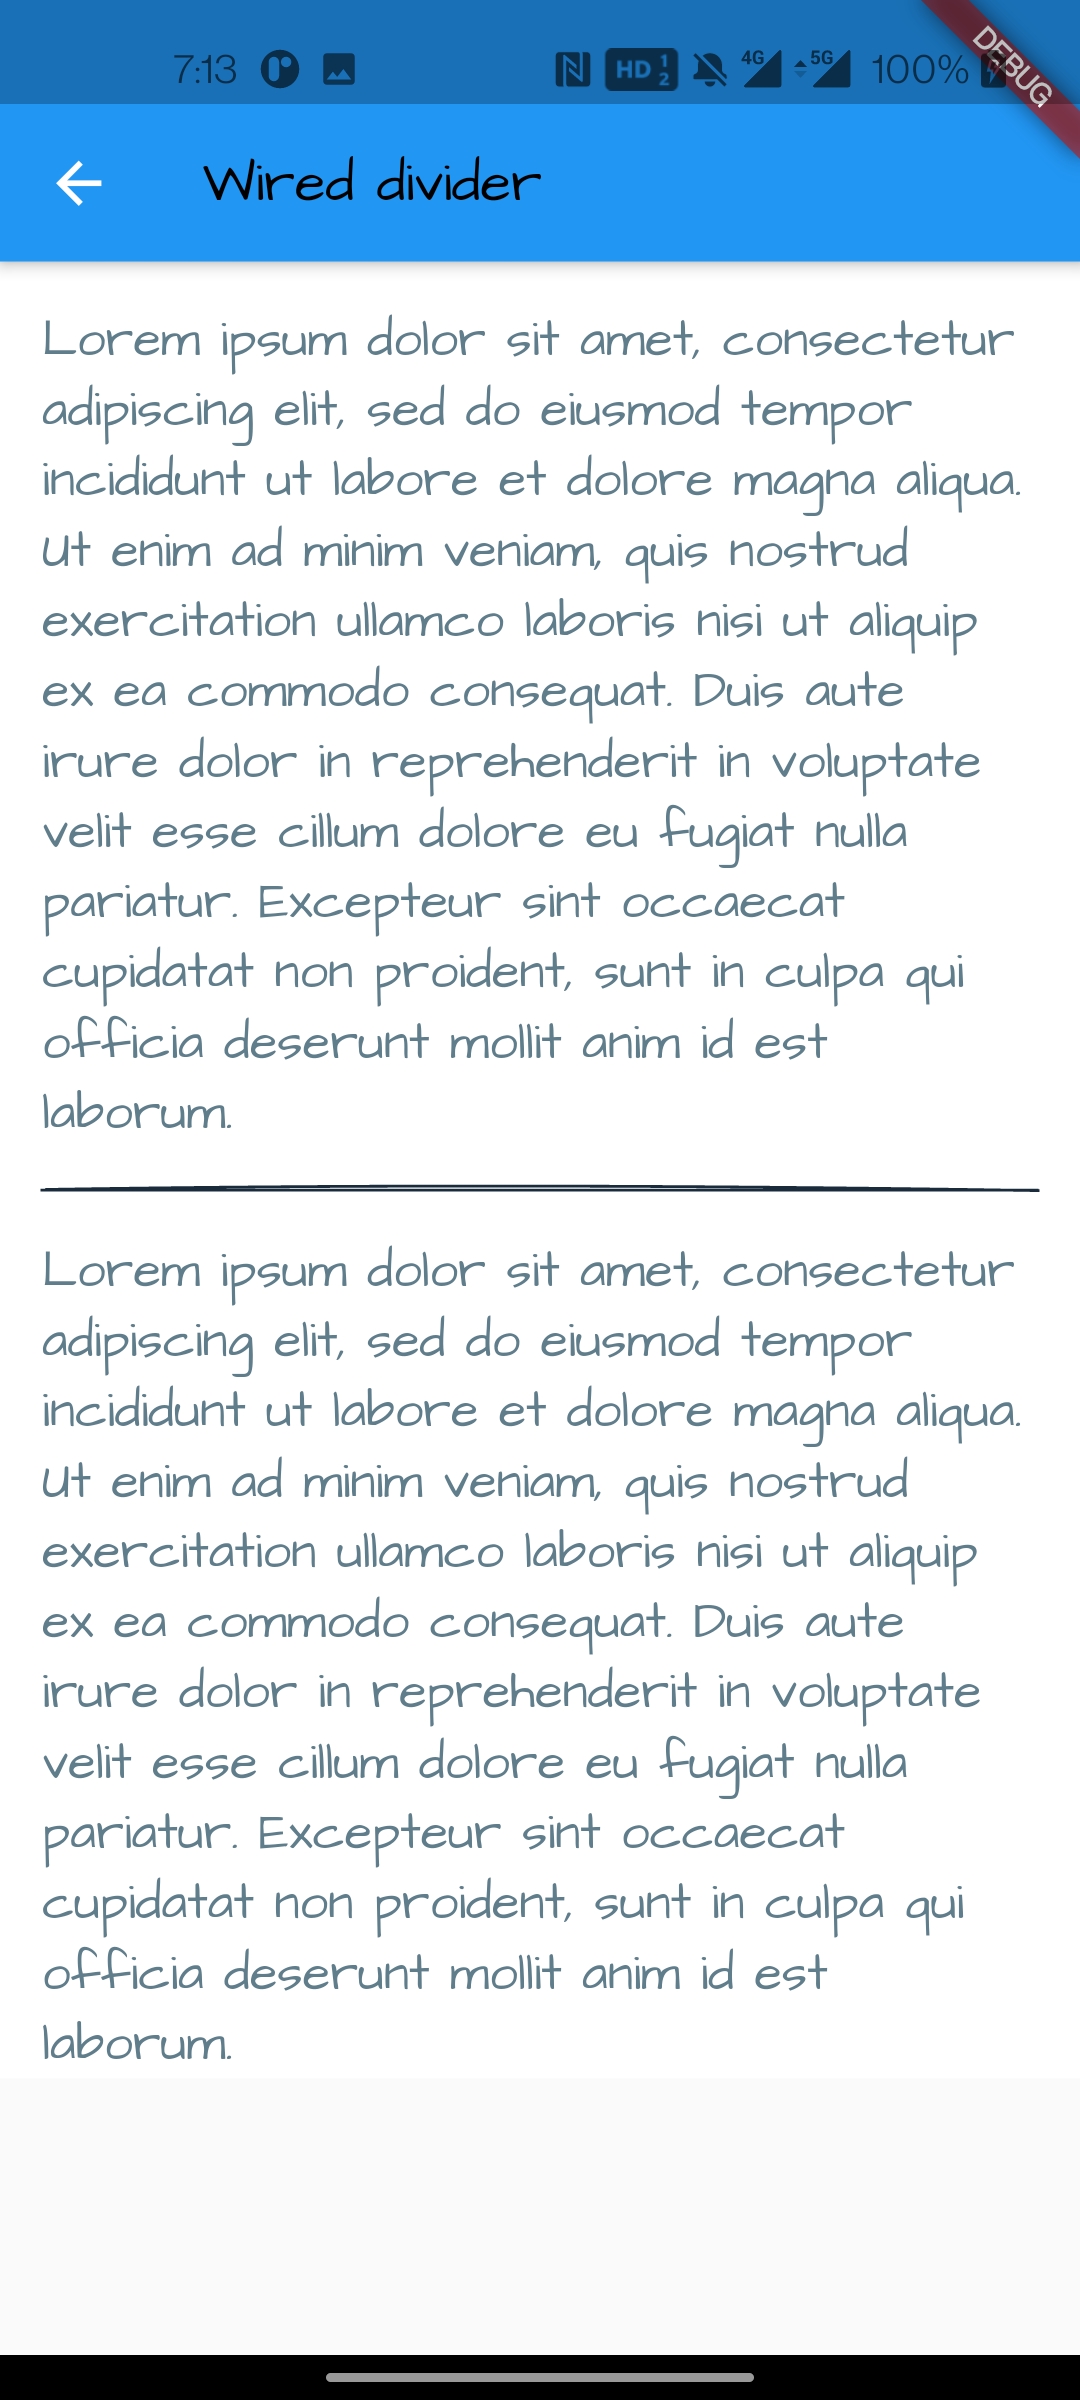 7:13 HD 1 2 4G 5G 100%
DEBUG
Wired divider
Lorem ipsum dolor sit amet, consectetur
adipiscing elit, sed do eiusmod tempor
incididunt ut labore et dolore magna aliqua.
Ut enim ad minim veniam, quis nostrud
exercitation ullamco laboris nisi ut aliquip
ex ea commodo consequat. Duis aute
irure dolor in reprehenderit in voluptate
velit esse cillum dolore eu fugiat nulla
pariatur. Excepteur sint occaecat
cupidatat non proident, sunt in culpa qui
officia deserunt mollit anim id est
laborum.
Lorem ipsum dolor sit amet, consectetur
adipiscing elit, sed do eiusmod tempor
incididunt ut labore et dolore magna aliqua.
Ut enim ad minim veniam, quis nostrud
exercitation ullamco laboris nisi ut aliquip
ex ea commodo consequat. Duis aute
irure dolor in reprehenderit in voluptate
velit esse cillum dolore eu fugiat nulla
pariatur. Excepteur sint occaecat
cupidatat non proident, sunt in culpa qui
officia deserunt mollit anim id est
laborum.